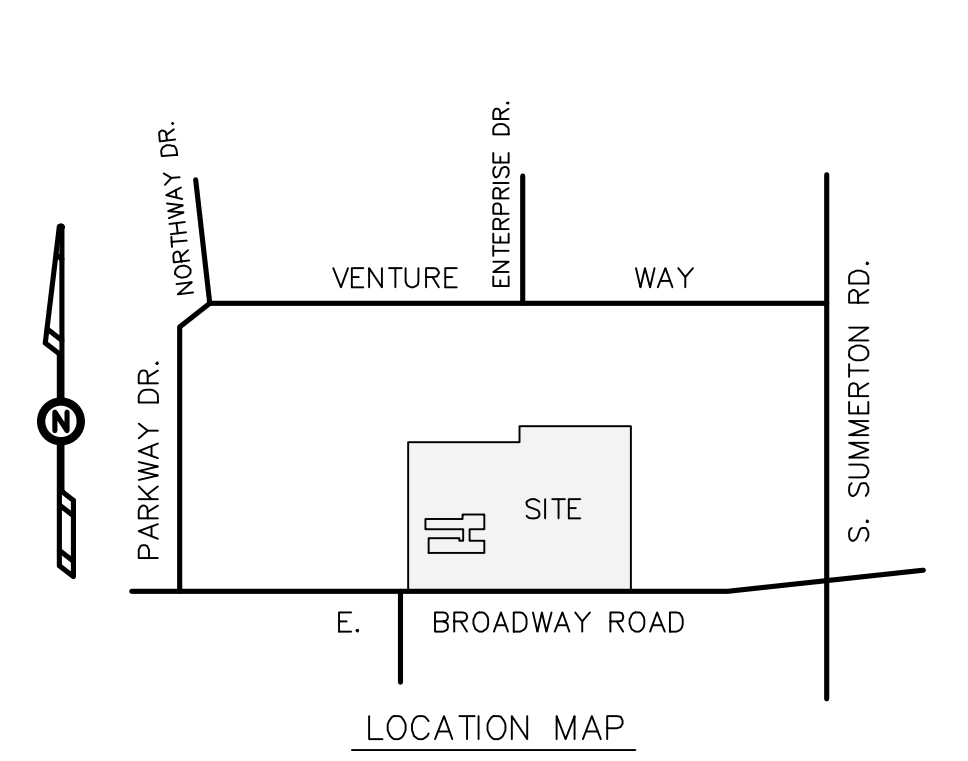 NORTHWAY DR.
ENTERPRISE DR.
VENTURE WAY
S. SUMMERTON RD.
PARKWAY DR.
N
SITE
E. BROADWAY ROAD
LOCATION MAP